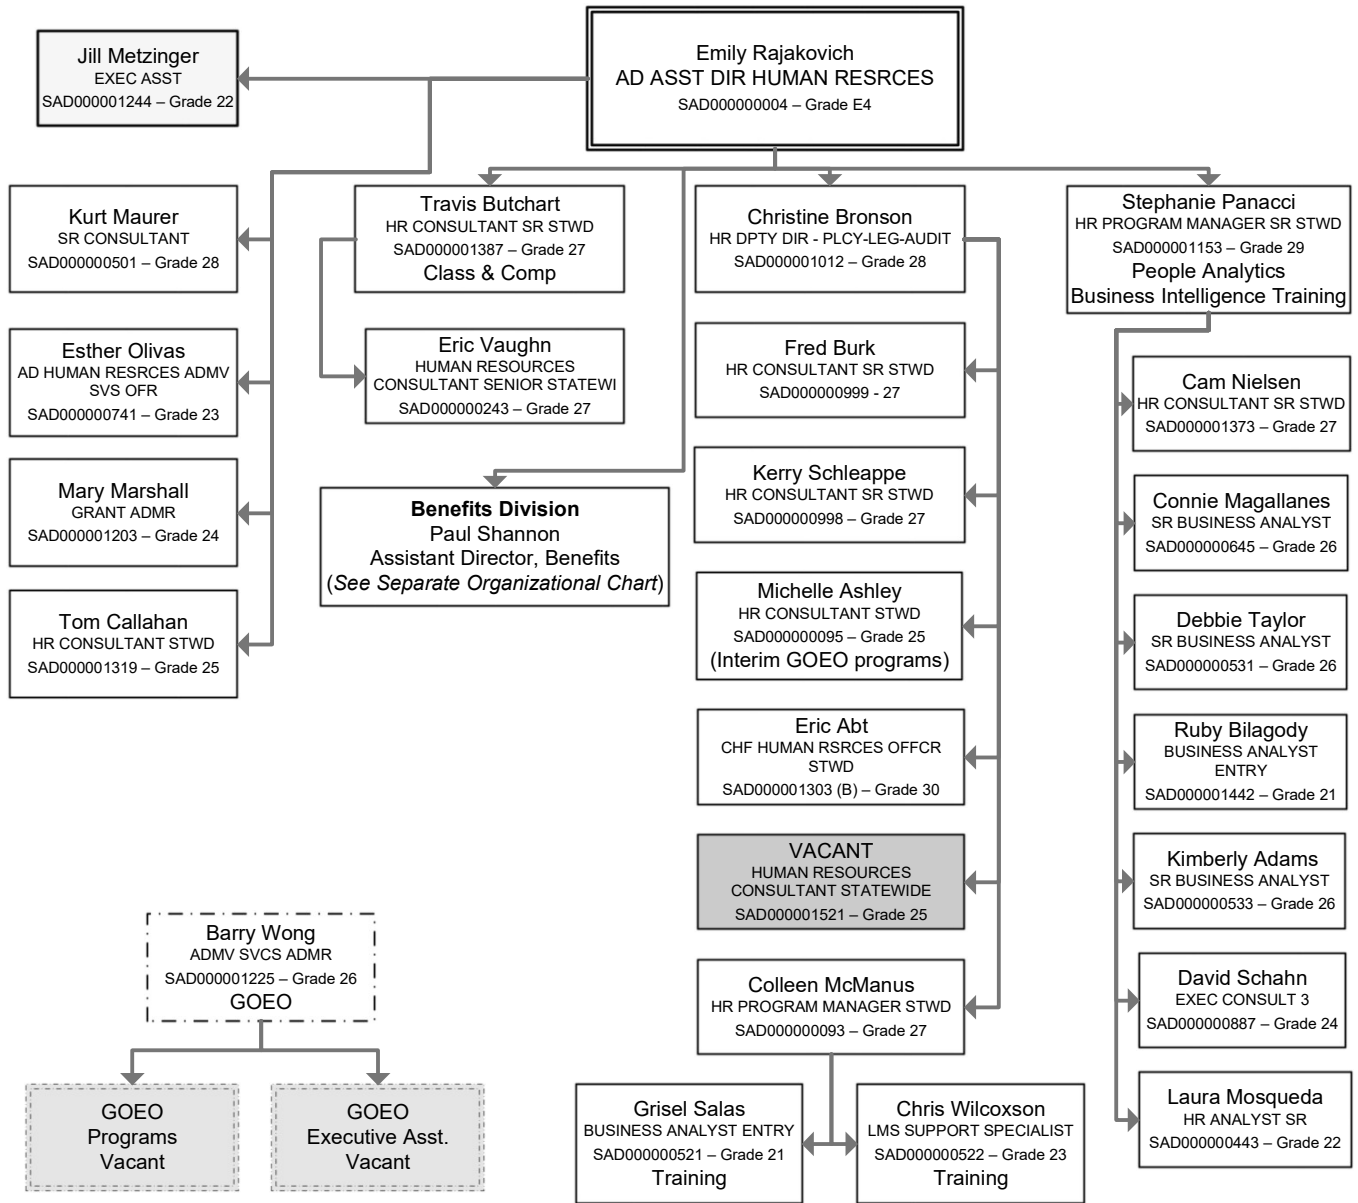 Jill Metzinger
EXEC ASST
SAD000001244 – Grade 22
Emily Rajakovich
AD ASST DIR HUMAN RESRCES
SAD000000004 – Grade E4
Kurt Maurer
SR CONSULTANT
SAD000000501 – Grade 28
Esther Olivas
AD HUMAN RESRCES ADMV
SVS OFR
SAD000000741 – Grade 23
Mary Marshall
GRANT ADMR
SAD000001203 – Grade 24
Tom Callahan
HR CONSULTANT STWD
SAD000001319 – Grade 25
Travis Butchart
HR CONSULTANT SR STWD
SAD000001387 – Grade 27
Class & Comp
Eric Vaughn
HUMAN RESOURCES
CONSULTANT SENIOR STATEWI
SAD000000243 – Grade 27
Benefits Division
Paul Shannon
Assistant Director, Benefits
(See Separate Organizational Chart)
Christine Bronson
HR DPTY DIR - PLCY-LEG-AUDIT
SAD000001012 – Grade 28
Fred Burk
HR CONSULTANT SR STWD
SAD000000999 - 27
Kerry Schleappe
HR CONSULTANT SR STWD
SAD000000998 – Grade 27
Michelle Ashley
HR CONSULTANT STWD
SAD000000095 – Grade 25
(Interim GOEO programs)
Eric Abt
CHF HUMAN RSRCES OFFCR
STWD
SAD000001303 (B) – Grade 30
VACANT
HUMAN RESOURCES
CONSULTANT STATEWIDE
SAD000001521 – Grade 25
Colleen McManus
HR PROGRAM MANAGER STWD
SAD000000093 – Grade 27
Grisel Salas
BUSINESS ANALYST ENTRY
SAD000000521 – Grade 21
Training
Chris Wilcoxson
LMS SUPPORT SPECIALIST
SAD000000522 – Grade 23
Training
Stephanie Panacci
HR PROGRAM MANAGER SR STWD
SAD000001153 – Grade 29
People Analytics
Business Intelligence Training
Cam Nielsen
HR CONSULTANT SR STWD
SAD000001373 – Grade 27
Connie Magallanes
SR BUSINESS ANALYST
SAD000000645 – Grade 26
Debbie Taylor
SR BUSINESS ANALYST
SAD000000531 – Grade 26
Ruby Bilagody
BUSINESS ANALYST
ENTRY
SAD000001442 – Grade 21
Kimberly Adams
SR BUSINESS ANALYST
SAD000000533 – Grade 26
David Schahn
EXEC CONSULT 3
SAD000000887 – Grade 24
Laura Mosqueda
HR ANALYST SR
SAD000000443 – Grade 22
Barry Wong
ADMV SVCS ADMR
SAD000001225 – Grade 26
GOEO
GOEO
Programs
Vacant
GOEO
Executive Asst.
Vacant